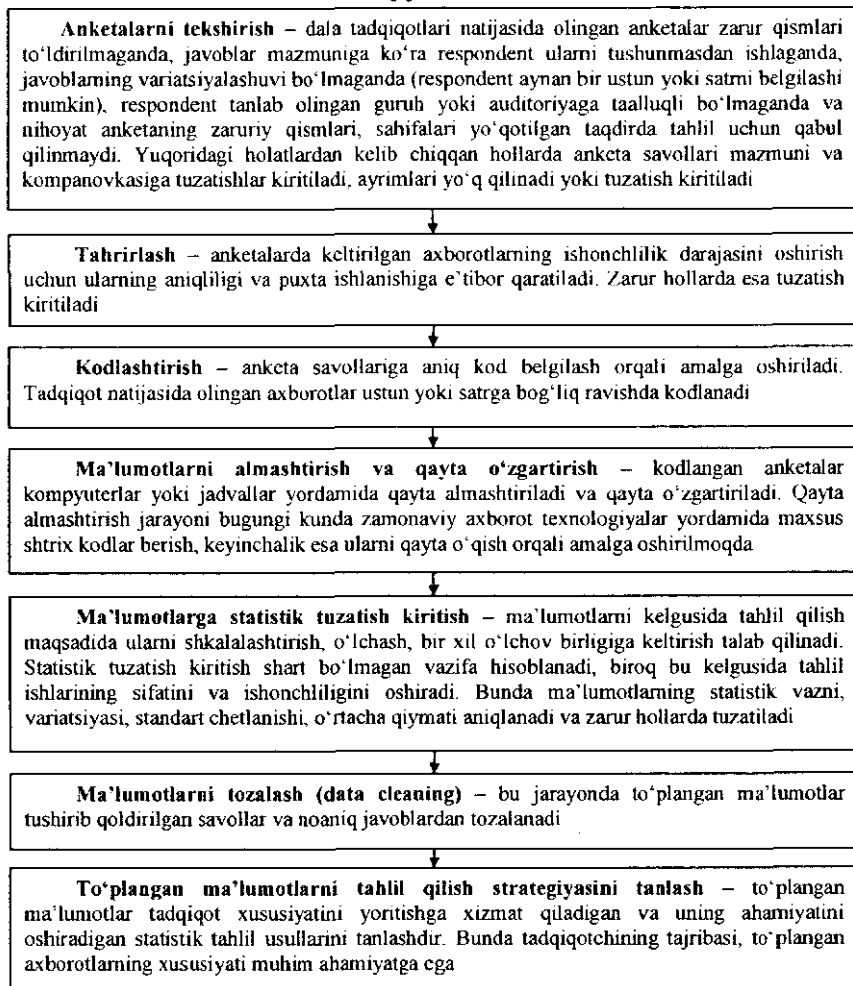 Anketalarni tekshirish – dala tadqiqotlari natijasida olingan anketalar zarur qismlari
to‘ldirilmaganda, javoblar mazmuniga ko‘ra respondent ularni tushunmasdan ishlaganda,
javoblarning variatsiyalashuvi bo‘lmaganda (respondent aynan bir ustun yoki satrni belgilashi
mumkin), respondent tanlab olingan guruh yoki auditoriyaga taalluqli bo‘lmaganda va
nihoyat anketaning zaruriy qismlari, sahifalari yo‘qotilgan taqdirda tahlil uchun qabul
qilinmaydi. Yuqoridagi holatlardan kelib chiqqan hollarda anketa savollari mazmuni va
kompanovkasiga tuzatishlar kiritiladi, ayrimlari yo‘q qilinadi yoki tuzatish kiritiladi
Tahrirlash – anketalarda keltirilgan axborotlarning ishonchlilik darajasini oshirish
uchun ularning aniqliligi va puxta ishlanishiga e’tibor qaratiladi. Zarur hollarda esa tuzatish
kiritiladi
Kodlashtirish – anketa savollariga aniq kod belgilash orqali amalga oshiriladi.
Tadqiqot natijasida olingan axborotlar ustun yoki satrga bog‘liq ravishda kodlanadi
Ma’lumotlarni almashtirish va qayta o‘zgartirish – kodlangan anketalar
kompyuterlar yoki jadvallar yordamida qayta almashtiriladi va qayta o‘zgartiriladi. Qayta
almashtirish jarayoni bugungi kunda zamonaviy axborot texnologiyalar yordamida maxsus
shtrix kodlar berish, keyinchalik esa ularni qayta o‘qish orqali amalga oshirilmoqda
Ma’lumotlarga statistik tuzatish kiritish – ma’lumotlarni kelgusida tahlil qilish
maqsadida ularni shkalalashtirish, o‘lchash, bir xil o‘lchov birligiga keltirish talab qilinadi.
Statistik tuzatish kiritish shart bo‘lmagan vazifa hisoblanadi, biroq bu kelgusida tahlil
ishlarining sifatini va ishonchliligini oshiradi. Bunda ma’lumotlarning statistik vazni,
variatsiyasi, standart chetlanishi, o‘rtacha qiymati aniqlanadi va zarur hollarda tuzatiladi
Ma’lumotlarni tozalash (data cleaning) – bu jarayonda to‘plangan ma’lumotlar
tushirib qoldirilgan savollar va noaniq javoblardan tozalanadi
To‘plangan ma’lumotlarni tahlil qilish strategiyasini tanlash – to‘plangan
ma’lumotlar tadqiqot xususiyatini yoritishga xizmat qiladigan va uning ahamiyatini
oshiradigan statistik tahlil usullarini tanlashdir. Bunda tadqiqotchining tajribasi, to‘plangan
axborotlarning xususiyati muhim ahamiyatga ega